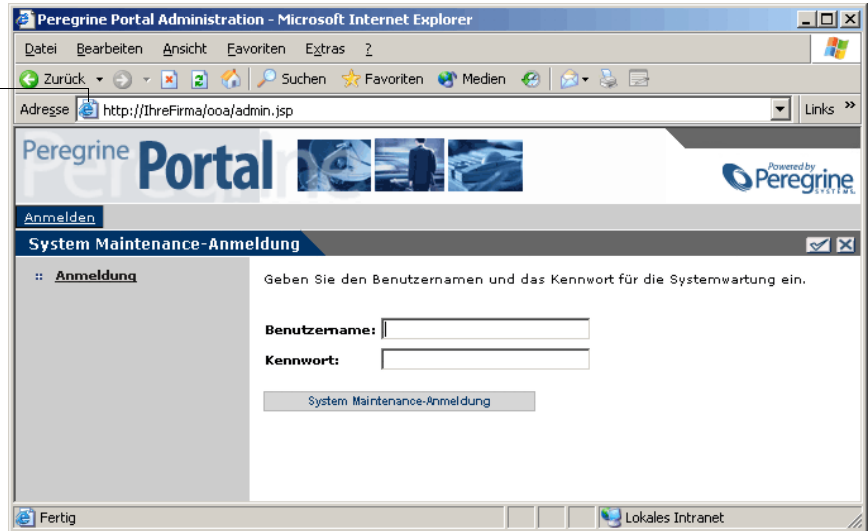 Peregrine Portal Administration - Microsoft Internet Explorer
Datei Bearbeiten Ansicht Favoriten Extras ?
Zurück Suchen Favoriten Medien
Adresse http://IhreFirma/ooa/admin.jsp Links »
Peregrine Portal
Powered by
Peregrine
SYSTEMS
Anmelden
System Maintenance-Anmeldung
:: Anmeldung
Geben Sie den Benutzernamen und das Kennwort für die Systemwartung ein.
Benutzername:
Kennwort:
System Maintenance-Anmeldung
Fertig Lokales Intranet